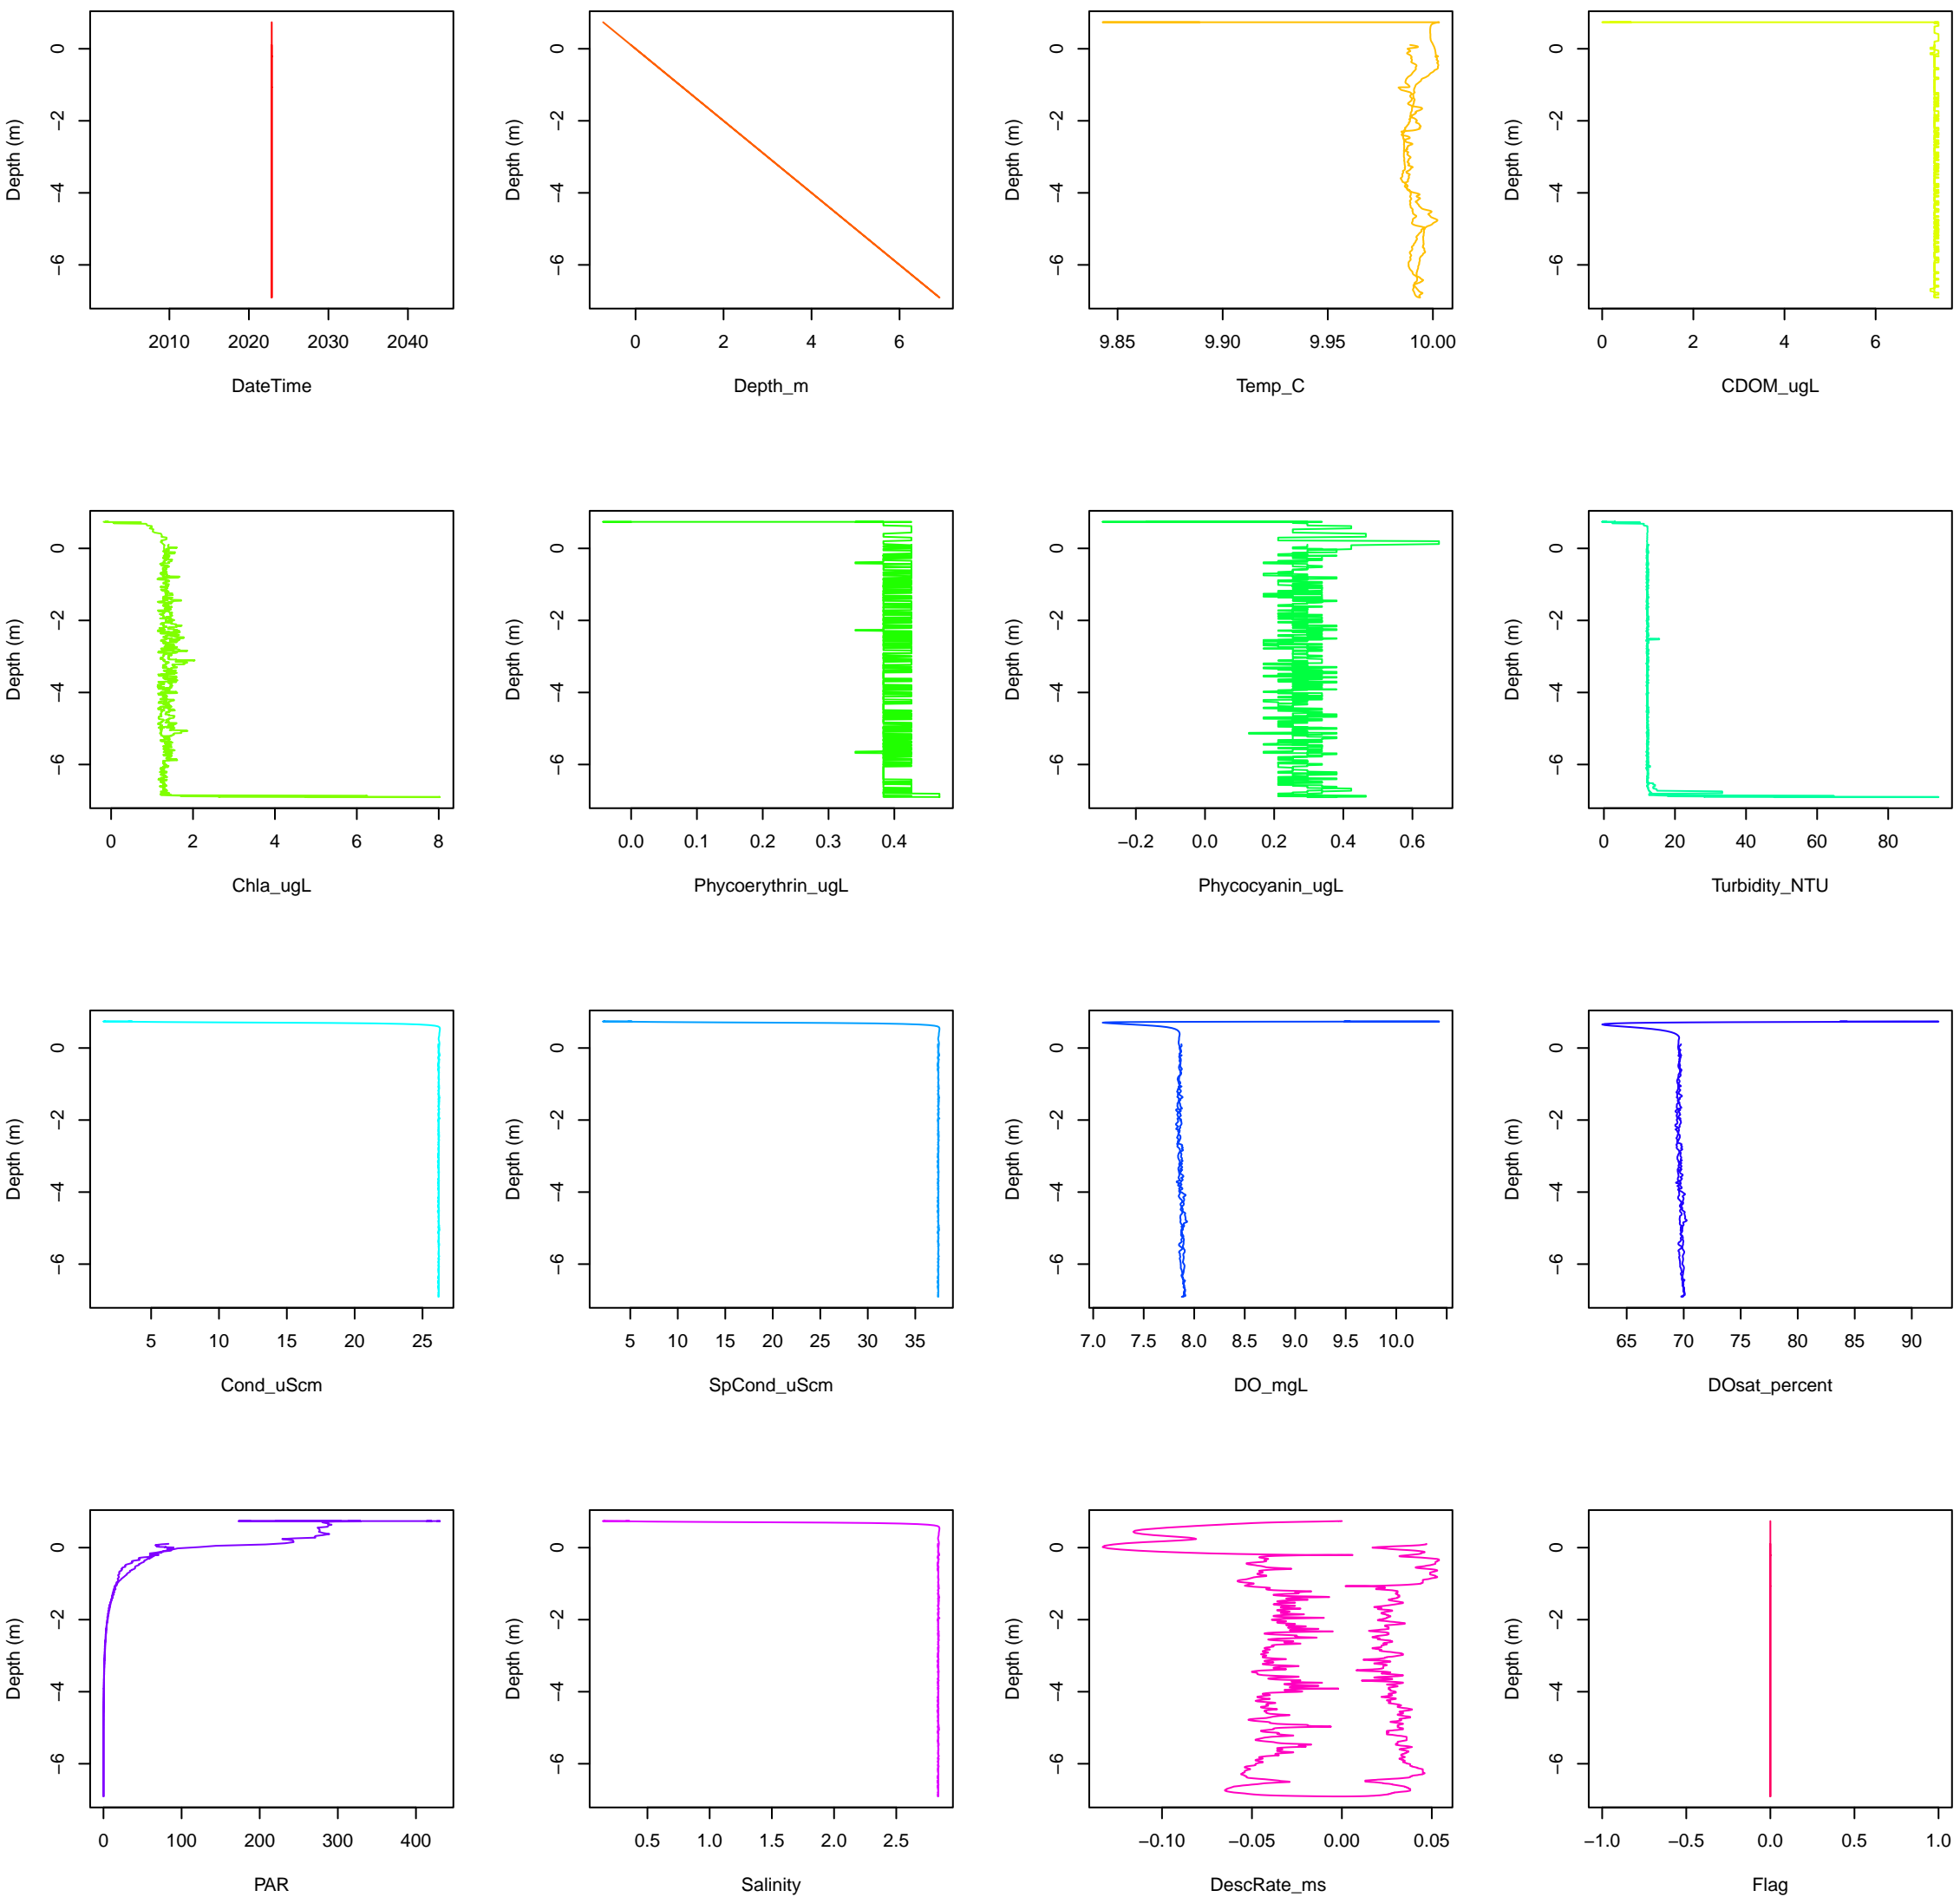 Depth (m)
0
−2
−4
−6
2010 2020 2030 2040
DateTime
Depth (m)
0
−2
−4
−6
0 2 4 6
Depth_m
Depth (m)
0
−2
−4
−6
9.85 9.90 9.95 10.00
Temp_C
Depth (m)
0
−2
−4
−6
0 2 4 6
CDOM_ugL
Depth (m)
0
−2
−4
−6
0 2 4 6 8
Chla_ugL
Depth (m)
0
−2
−4
−6
0.0 0.1 0.2 0.3 0.4
Phycoerythrin_ugL
Depth (m)
0
−2
−4
−6
−0.2 0.0 0.2 0.4 0.6
Phycocyanin_ugL
Depth (m)
0
−2
−4
−6
0 20 40 60 80
Turbidity_NTU
Depth (m)
0
−2
−4
−6
5 10 15 20 25
Cond_uScm
Depth (m)
0
−2
−4
−6
5 10 15 20 25 30 35
SpCond_uScm
Depth (m)
0
−2
−4
−6
7.0 7.5 8.0 8.5 9.0 9.5 10.0
DO_mgL
Depth (m)
0
−2
−4
−6
65 70 75 80 85 90
DOsat_percent
Depth (m)
0
−2
−4
−6
0 100 200 300 400
PAR
Depth (m)
0
−2
−4
−6
0.5 1.0 1.5 2.0 2.5
Salinity
Depth (m)
0
−2
−4
−6
−0.10 −0.05 0.00 0.05
DescRate_ms
Depth (m)
0
−2
−4
−6
−1.0 −0.5 0.0 0.5 1.0
Flag